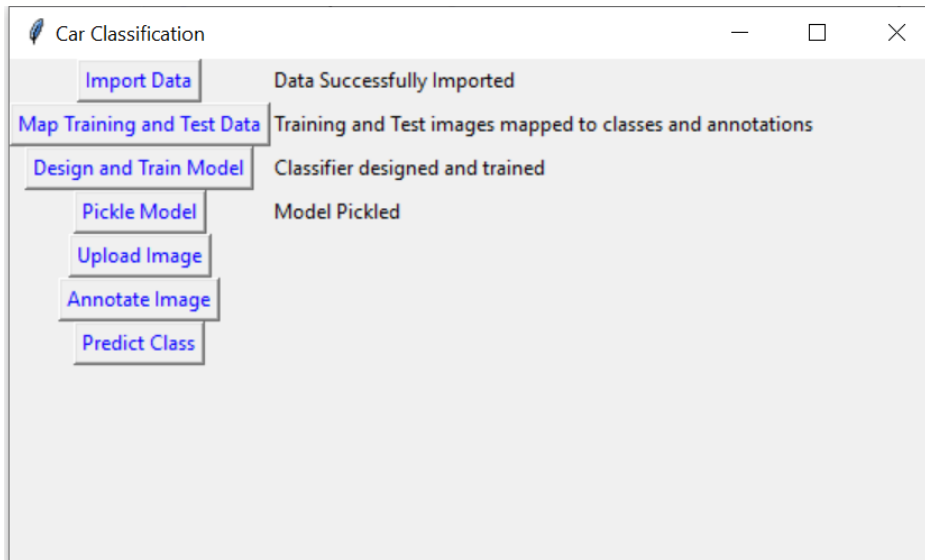 Car Classification
Import Data Data Successfully Imported
Map Training and Test Data Training and Test images mapped to classes and annotations
Design and Train Model Classifier designed and trained
Pickle Model Model Pickled
Upload Image
Annotate Image
Predict Class